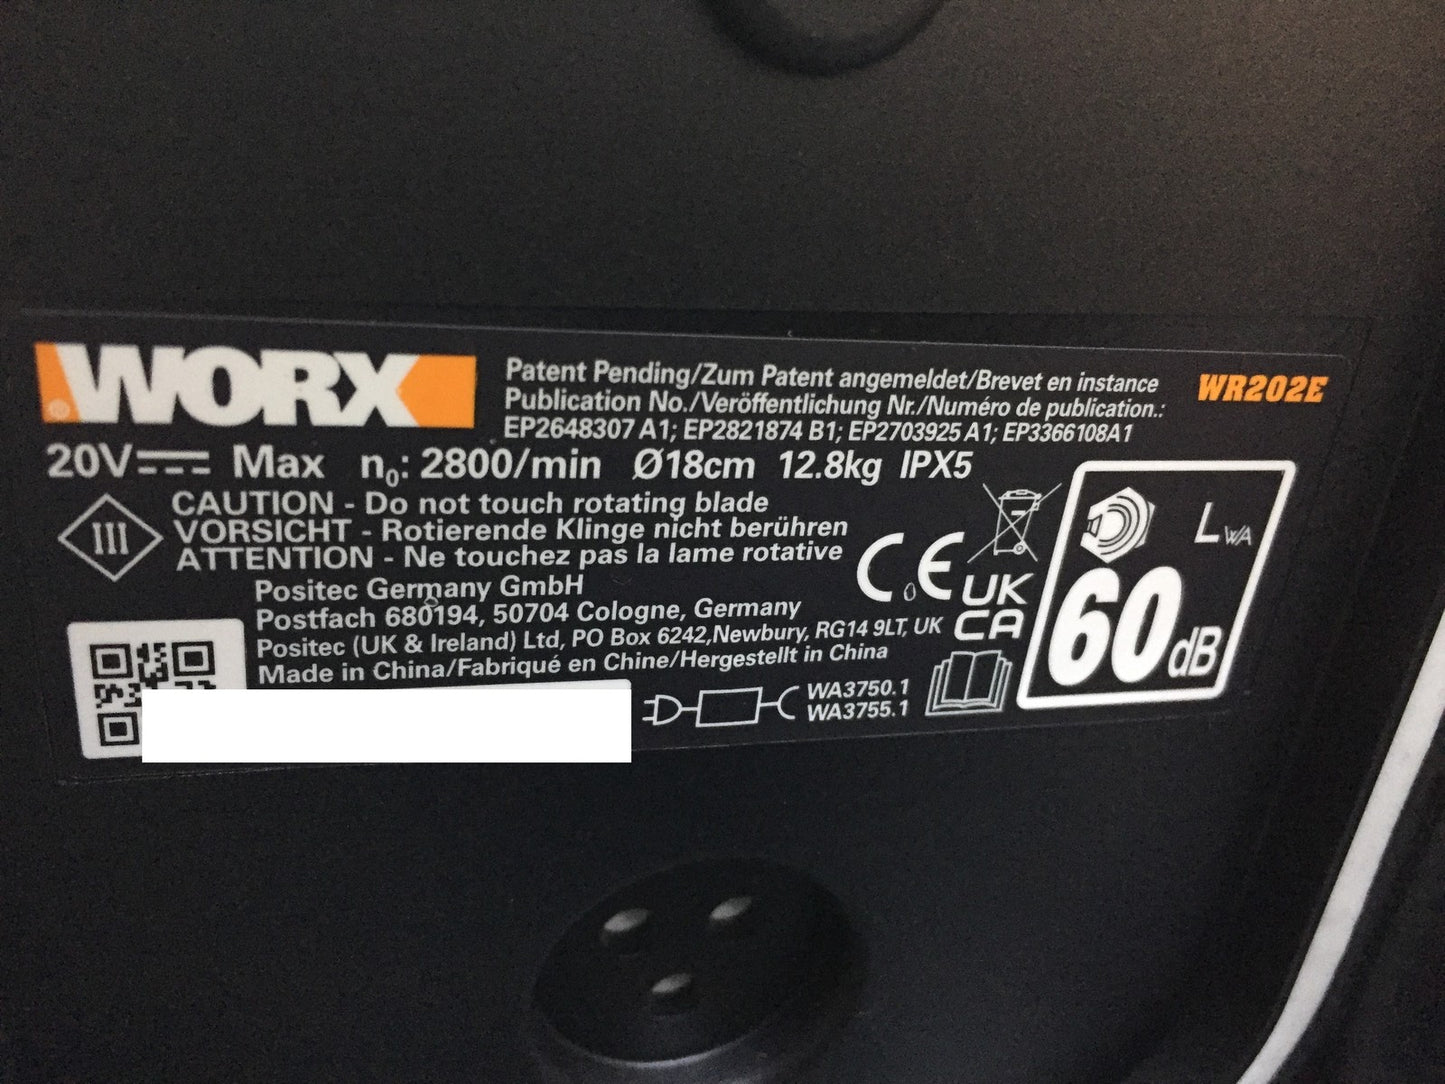 WORX
®
Patent Pending/Zum Patent angemeldet/Brevet en instance
WR202E
Publication No./Veröffentlichung Nr./Numéro de publication.:
EP2648307 A1; EP2821874 B1; EP2703925 A1; EP3366108A1
20V Max n0: 2800/min Ø18cm 12.8kg IPX5
III
CAUTION - Do not touch rotating blade
VORSICHT - Rotierende Klinge nicht berühren
ATTENTION - Ne touchez pas la lame rotative
Positec Germany GmbH
Postfach 680194, 50704 Cologne, Germany
Positec (UK & Ireland) Ltd, PO Box 6242,Newbury, RG14 9LT, UK
Made in China/Fabriqué en Chine/Hergestellt in China
WA3750.1
WA3755.1
CE
UK
CA
LWA
60dB